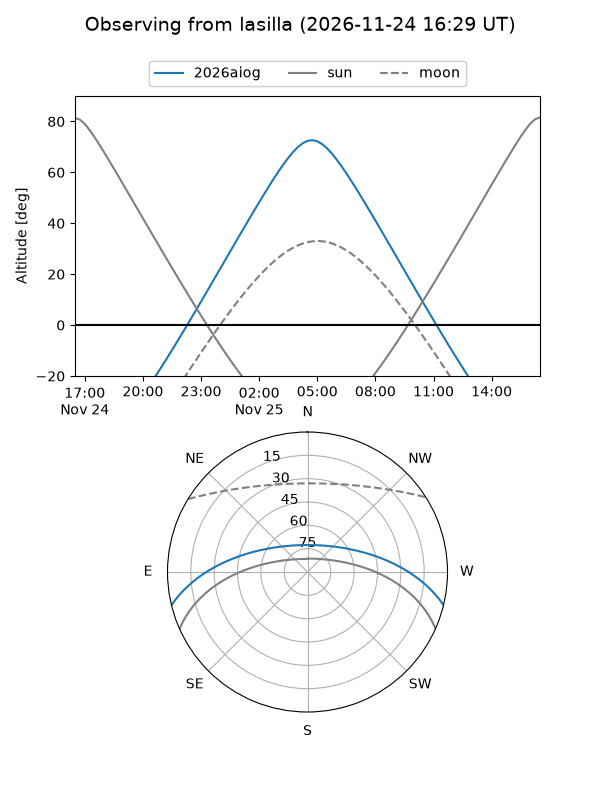 Observing from lasilla (2026-11-24 16:29 UT)
2026aiog
sun
moon
Altitude [deg]
80
60
40
20
0
−20
17:00
Nov 24
20:00
23:00
02:00
Nov 25
05:00
08:00
11:00
14:00
N
NE
NW
15
30
45
60
75
E
W
SE
SW
S